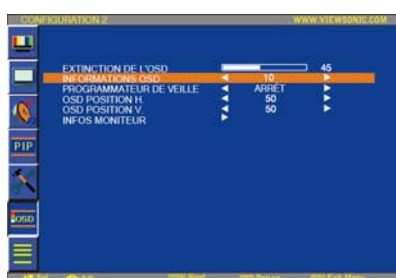 CONFIGURATION 2 WWW.VIEWSONIC.COM
EXTINCTION DE L'OSD 45
INFORMATIONS OSD 10
PROGRAMMATEUR DE VEILLE ARRÊT
OSD POSITION H. 50
OSD POSITION V. 50
INFOS MONITEUR
PIP
OSD